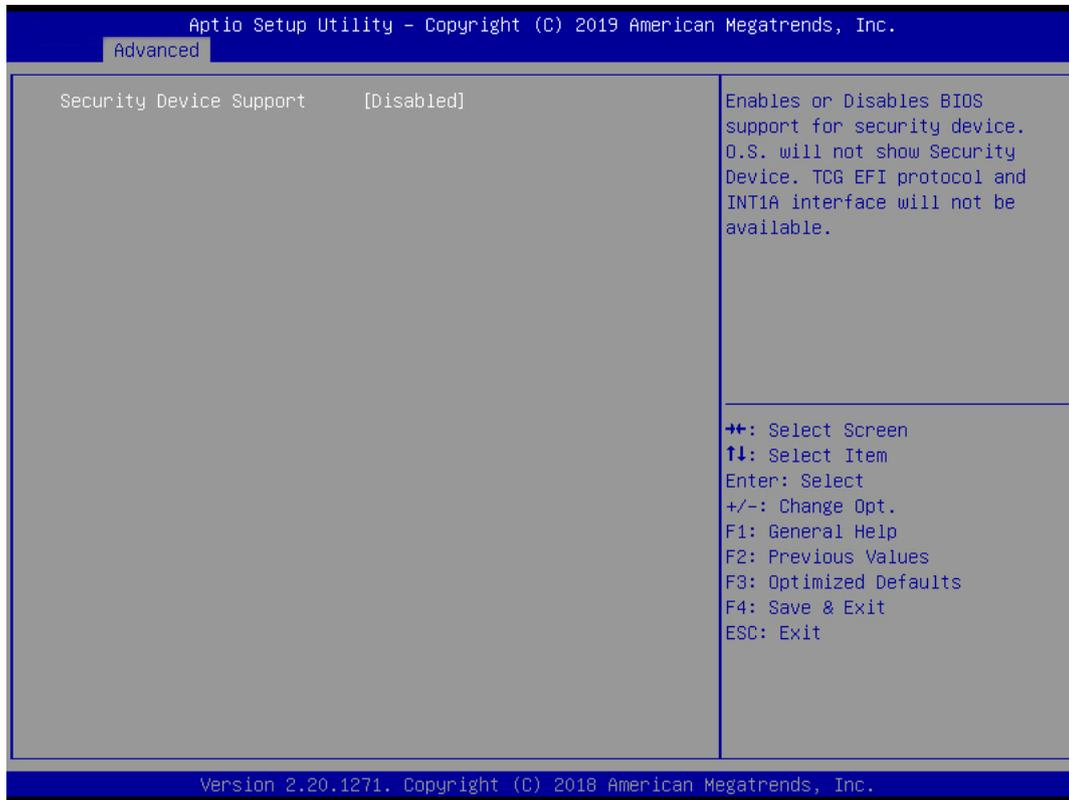 Aptio Setup Utility – Copyright (C) 2019 American Megatrends, Inc.
Advanced
Security Device Support [Disabled]
Enables or Disables BIOS
support for security device.
O.S. will not show Security
Device. TCG EFI protocol and
INT1A interface will not be
available.
→←: Select Screen
↑↓: Select Item
Enter: Select
+/-: Change Opt.
F1: General Help
F2: Previous Values
F3: Optimized Defaults
F4: Save & Exit
ESC: Exit
Version 2.20.1271. Copyright (C) 2018 American Megatrends, Inc.